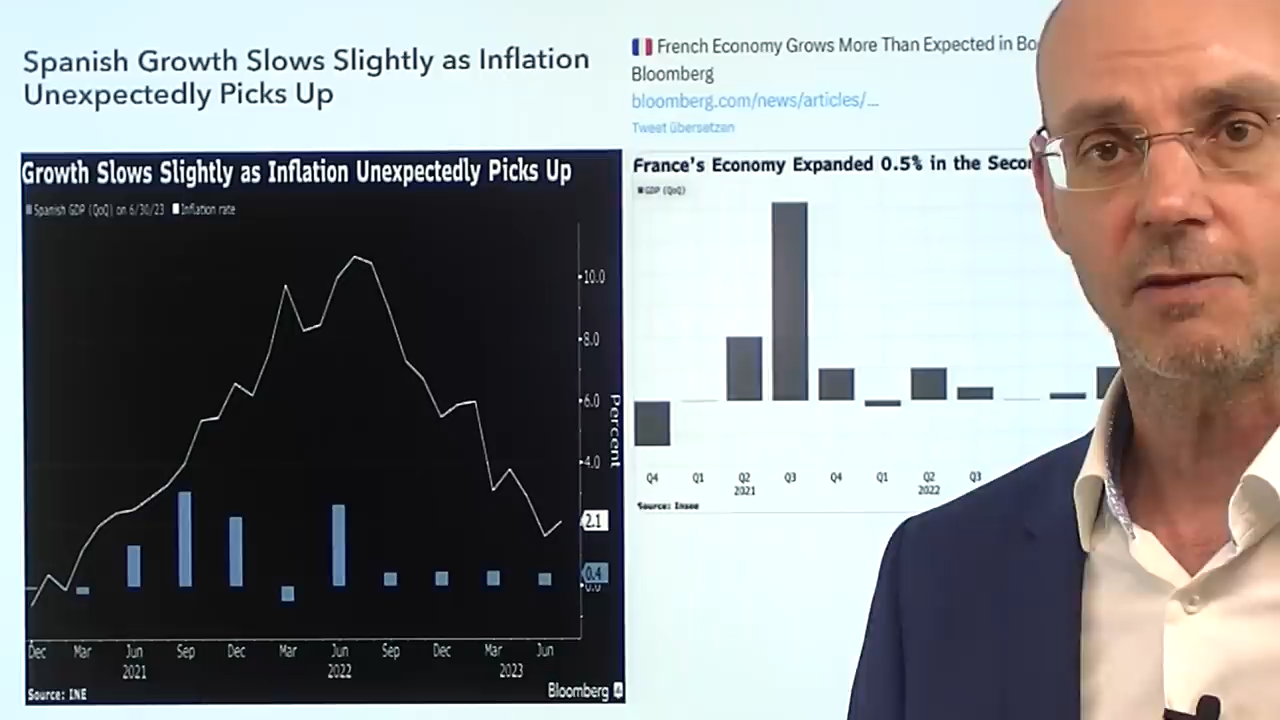 Spanish Growth Slows Slightly as Inflation
Unexpectedly Picks Up
Growth Slows Slightly as Inflation Unexpectedly Picks Up
Spanish GDP (QoQ) on 6/30/23 Inflation rate
10.0
8.0
6.0
4.0
2.1
0.4
0.0
Percent
Dec Mar Jun Sep Dec Mar Jun Sep Dec Mar Jun
2021 2022 2023
Source: INE
Bloomberg
French Economy Grows More Than Expected in
Bloomberg
bloomberg.com/news/articles/...
Tweet übersetzen
France's Economy Expanded 0.5% in the
GDP (QoQ)
Q4 Q1 Q2 Q3 Q4 Q1 Q2 Q3
2021 2022
Source: Insee